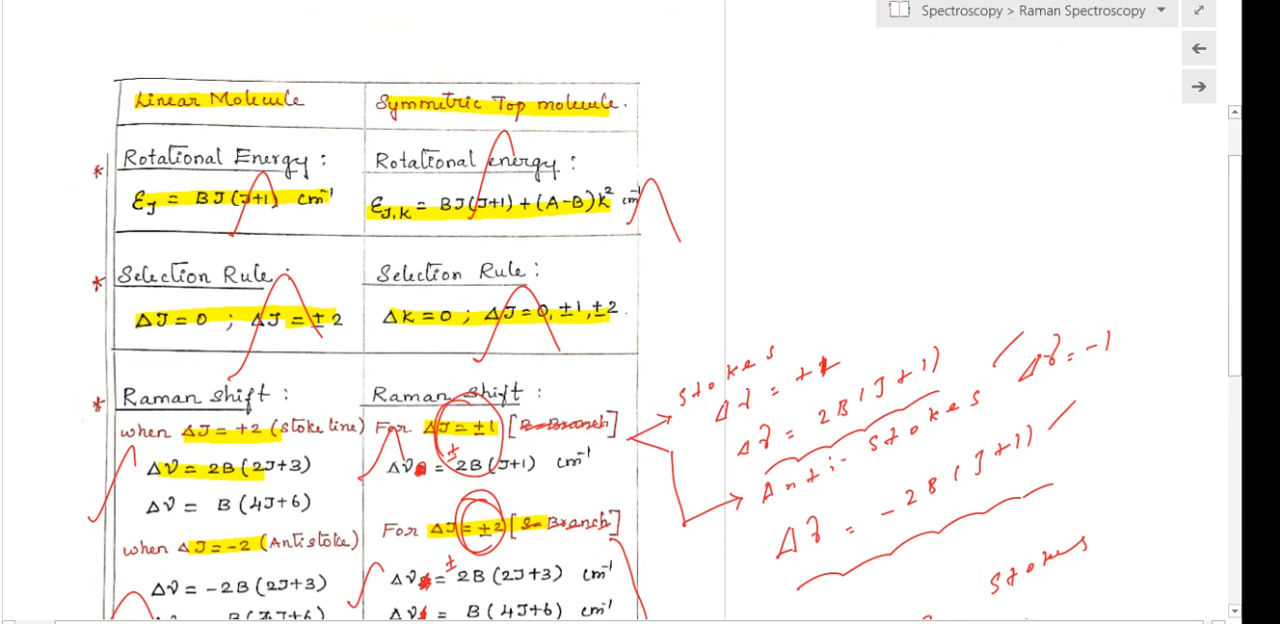 Spectroscopy > Raman Spectroscopy
Linear Molecule
Symmetric Top molecule.
* Rotational Energy :
εJ = BJ(J+1) cm⁻¹
Rotational energy :
εJ,K = BJ(J+1) + (A-B)K² cm⁻¹
* Selection Rule :
ΔJ = 0 ; ΔJ = ± 2
Selection Rule :
ΔK = 0 ; ΔJ = 0, ±1, ±2.
* Raman shift :
when ΔJ = +2 (stoke line)
Δν = 2B(2J+3)
Δν = B(4J+6)
when ΔJ = -2 (Antistoke)
Δν = -2B(2J+3)
Raman shift :
For ΔJ = ±1 [R-Branch]
Δν = ± 2B(J+1) cm⁻¹
For ΔJ = ±2 [S-Branch]
Δν = ± 2B(2J+3) cm⁻¹
Δν = B(4J+6) cm⁻¹
Stokes
ΔJ = +1
Δν = 2B(J+1)
Anti-Stokes ΔJ = -1
Δν = -2B(J+1)
Stokes